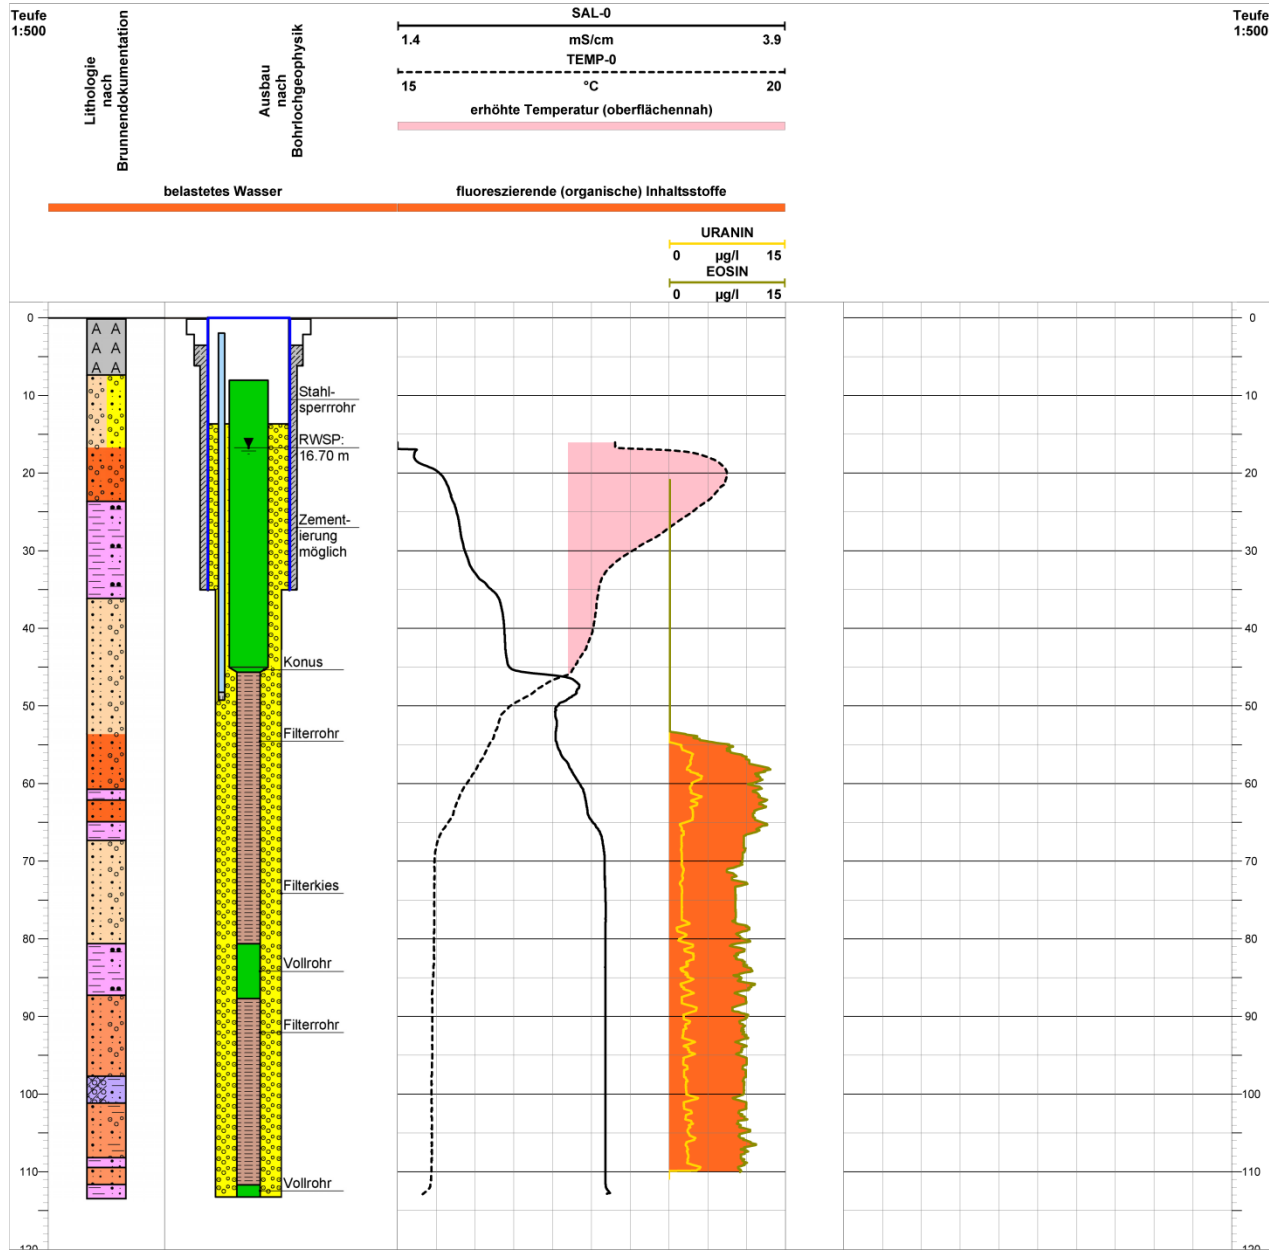 Teufe
1:500
Lithologie
nach
Brunnendokumentation
Ausbau
nach
Bohrlochgeophysik
SAL-0
1.4 mS/cm 3.9
TEMP-0
15 °C 20
erhöhte Temperatur (oberflächennah)
Teufe
1:500
belastetes Wasser
fluoreszierende (organische) Inhaltsstoffe
URANIN
0 µg/l 15
EOSIN
0 µg/l 15
0
10
20
30
40
50
60
70
80
90
100
110
120
A A
A A
A A
Stahl-
sperrrohr
RWSP:
16.70 m
Zement-
ierung
möglich
Konus
Filterrohr
Filterkies
Vollrohr
Filterrohr
Vollrohr
0
10
20
30
40
50
60
70
80
90
100
110
120